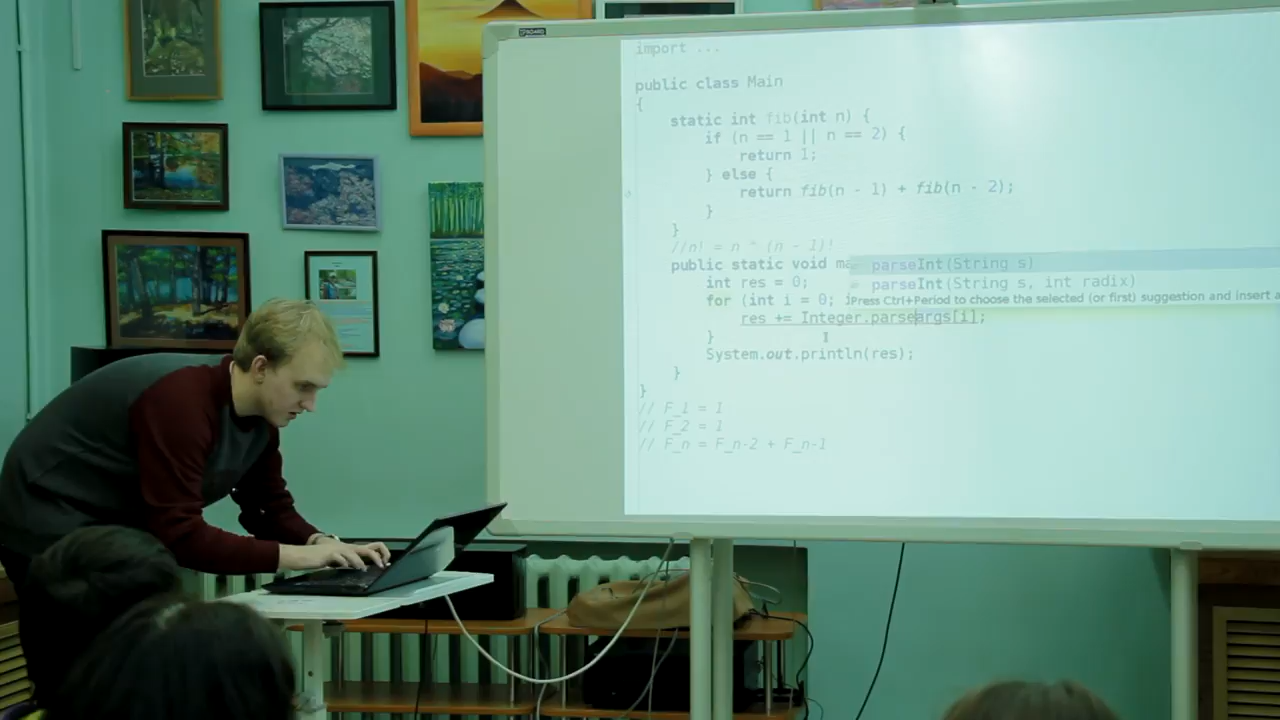 import ...
public class Main
{
static int fib(int n) {
if (n == 1 || n == 2) {
return 1;
} else {
return fib(n - 1) + fib(n - 2);
}
}
//n! = n * (n - 1)!
public static void ma
parseInt(String s)
int res = 0;
parseInt(String s, int radix)
for (int i = 0;
Press Ctrl+Period to choose the selected (or first) suggestion and insert a
res += Integer.parseargs[i];
}
System.out.println(res);
}
}
// F_1 = 1
// F_2 = 1
// F_n = F_n-2 + F_n-1